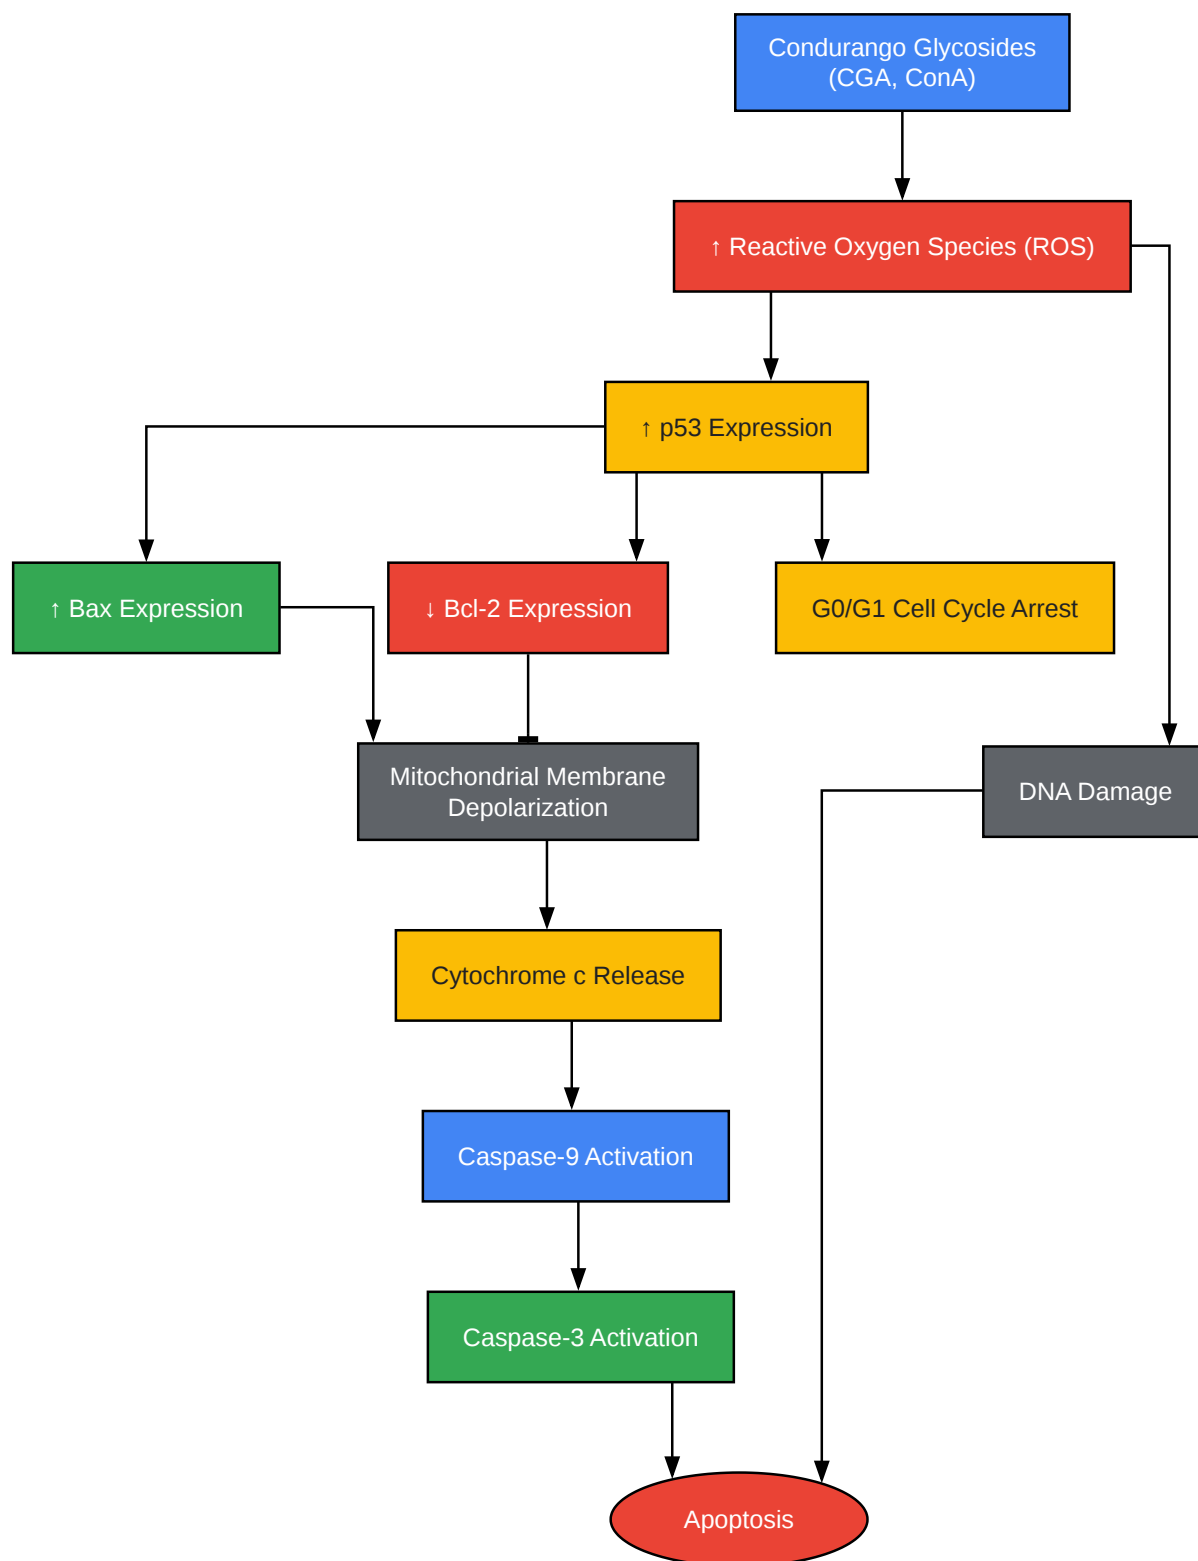 Condurango Glycosides
(CGA, ConA)
↑ Reactive Oxygen Species (ROS)
↑ p53 Expression
↑ Bax Expression
↓ Bcl-2 Expression
G0/G1 Cell Cycle Arrest
Mitochondrial Membrane
Depolarization
DNA Damage
Cytochrome c Release
Caspase-9 Activation
Caspase-3 Activation
Apoptosis